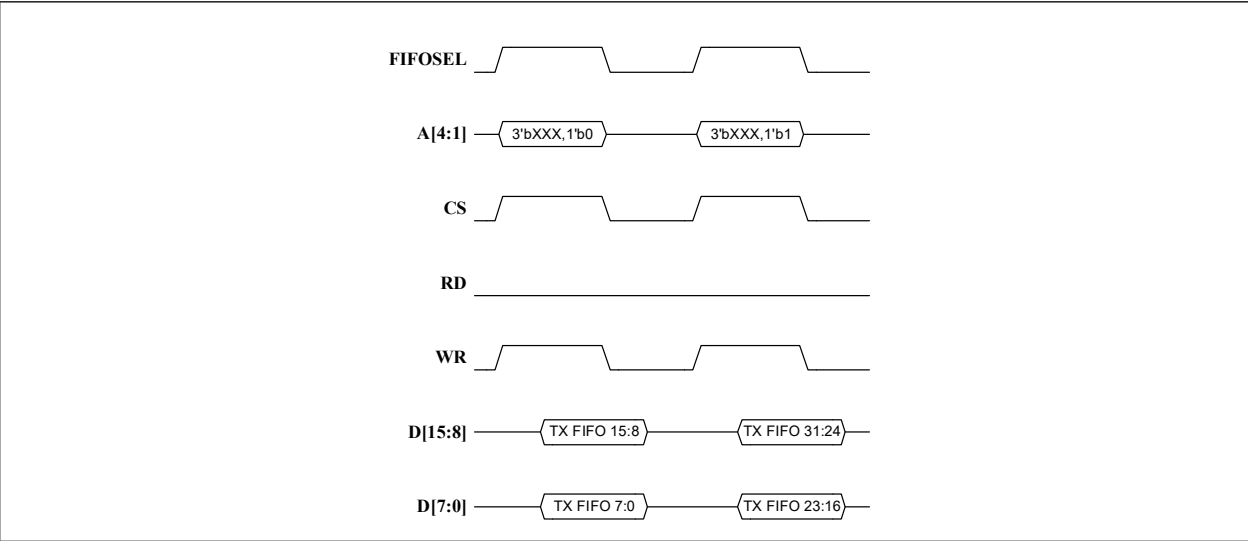 FIFOSEL
A[4:1] 3'bXXX,1'b0 3'bXXX,1'b1
CS
RD
WR
D[15:8] TX FIFO 15:8 TX FIFO 31:24
D[7:0] TX FIFO 7:0 TX FIFO 23:16